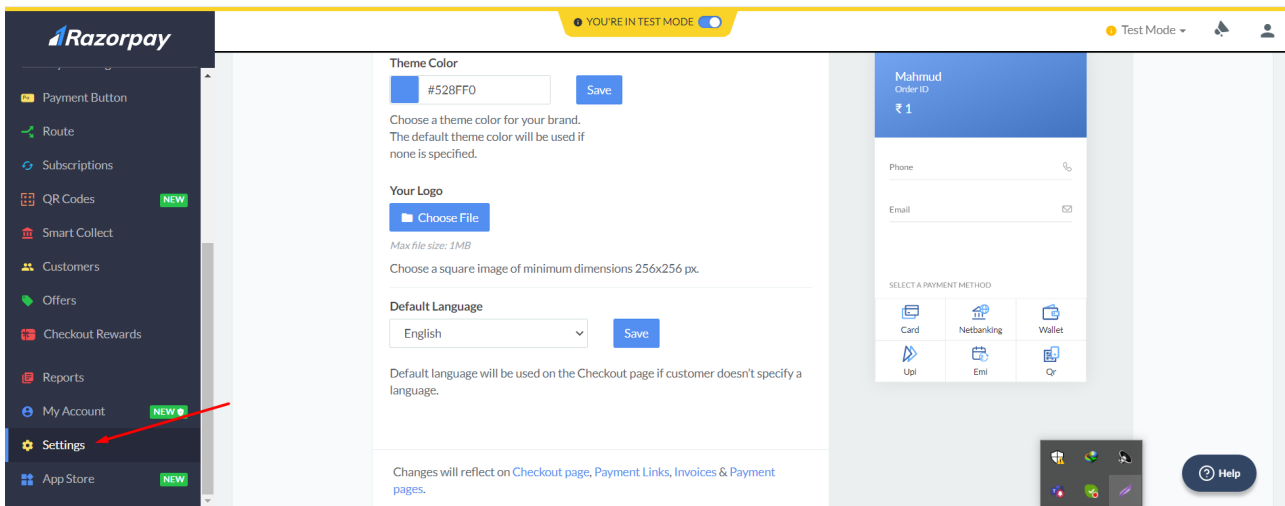 YOU'RE IN TEST MODE
Razorpay
Test Mode
Payment Button
Route
Subscriptions
QR Codes NEW
Smart Collect
Customers
Offers
Checkout Rewards
Reports
My Account NEW
Settings
App Store NEW
Theme Color
#528FF0 Save
Choose a theme color for your brand.
The default theme color will be used if
none is specified.
Your Logo
Choose File
Max file size: 1MB
Choose a square image of minimum dimensions 256x256 px.
Default Language
English Save
Default language will be used on the Checkout page if customer doesn't specify a
language.
Changes will reflect on Checkout page, Payment Links, Invoices & Payment
pages.
Mahmud
Order ID
₹ 1
Phone
Email
SELECT A PAYMENT METHOD
Card Netbanking Wallet
Upi Emi Qr
Help